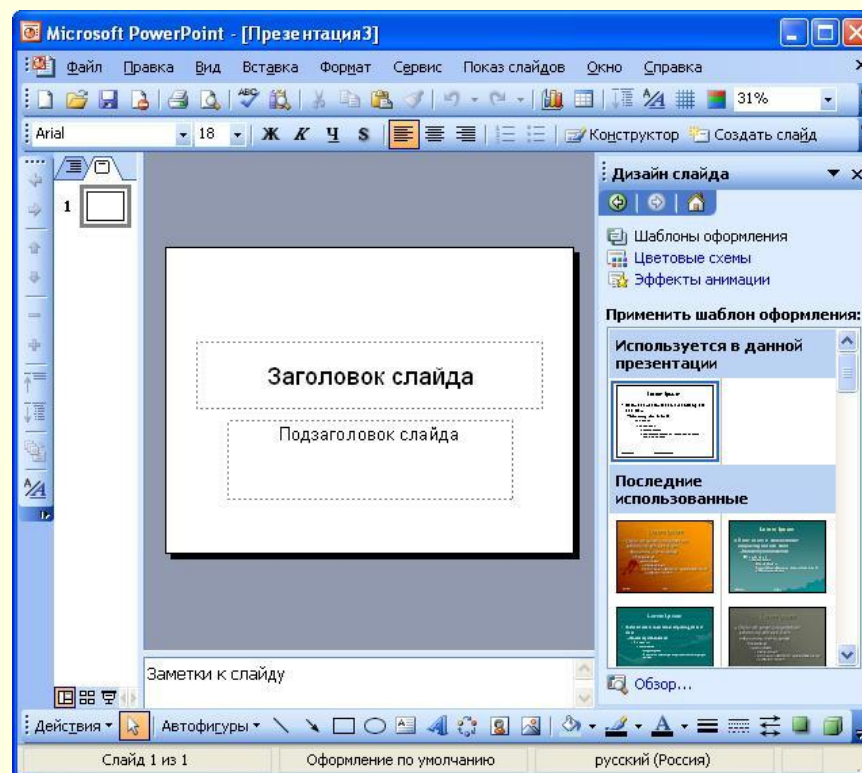 Microsoft PowerPoint - [Презентация3]
Файл Правка Вид Вставка Формат Сервис Показ слайдов Окно Справка
31%
Arial 18 Ж К Ч S Конструктор Создать слайд
Дизайн слайда
1
Шаблоны оформления
Цветовые схемы
Эффекты анимации
Применить шаблон оформления:
Используется в данной
презентации
Заголовок слайда
Подзаголовок слайда
Последние
использованные
Заметки к слайду
Обзор...
Действия Автофигуры
Слайд 1 из 1 Оформление по умолчанию русский (Россия)